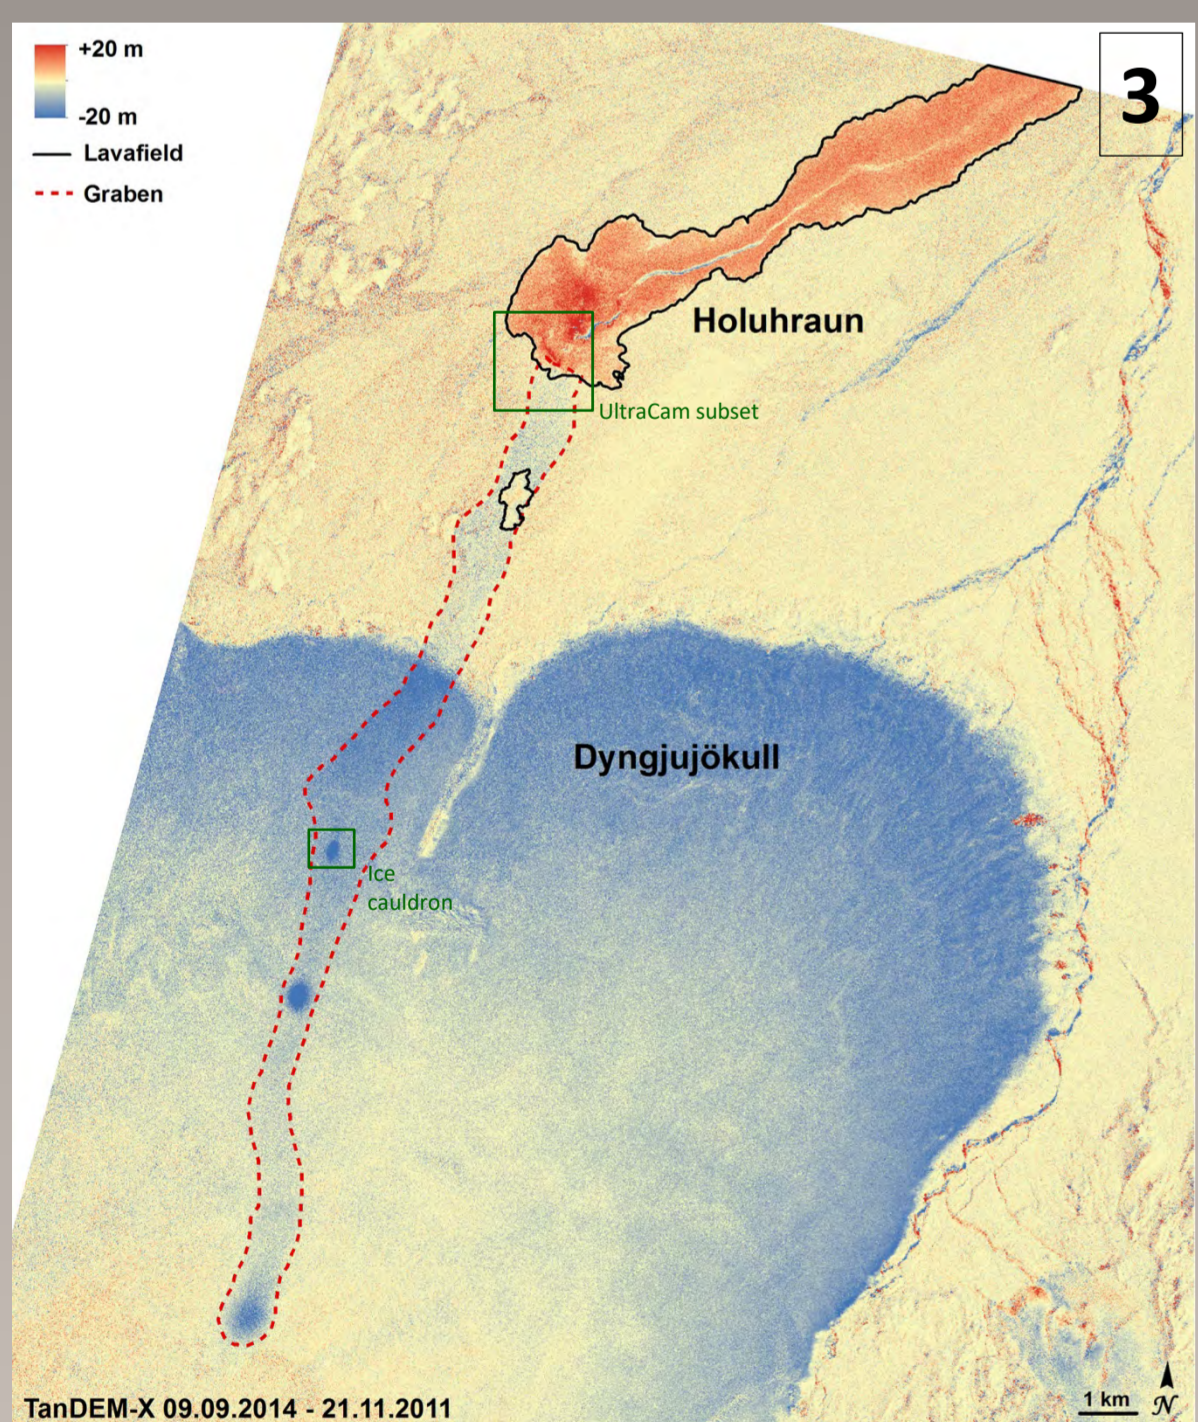 +20 m
-20 m
Lavafield
Graben
3
Holuhraun
UltraCam subset
Dyngjujökull
Ice
cauldron
TanDEM-X 09.09.2014 - 21.11.2011
1 km
N